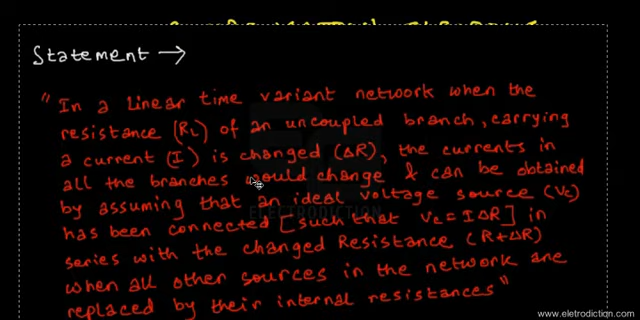 Statement →
" In a linear time variant network when the
resistance (RL) of an uncoupled branch, carrying
a current (I) is changed (ΔR), the currents in
all the branches would change & can be obtained
by assuming that an ideal voltage source (Vc)
has been connected [such that Vc = IΔR] in
series with the changed Resistance (R+ΔR)
when all other sources in the network are
replaced by their internal resistances"
ELECTRODICTION
www.eletrodiction.com